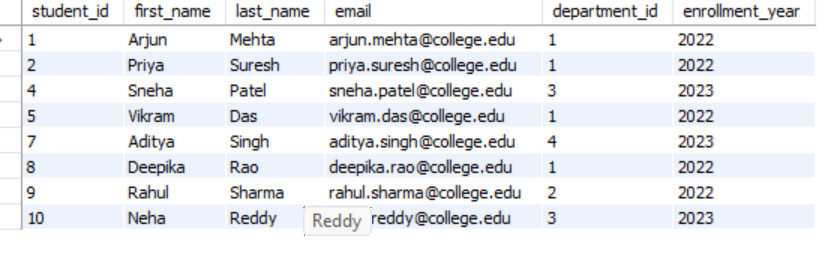 student_id first_name last_name email department_id enrollment_year
1 Arjun Mehta arjun.mehta@college.edu 1 2022
2 Priya Suresh priya.suresh@college.edu 1 2022
4 Sneha Patel sneha.patel@college.edu 3 2023
5 Vikram Das vikram.das@college.edu 1 2022
7 Aditya Singh aditya.singh@college.edu 4 2023
8 Deepika Rao deepika.rao@college.edu 1 2022
9 Rahul Sharma rahul.sharma@college.edu 2 2022
10 Neha Reddy Reddy reddy@college.edu 3 2023